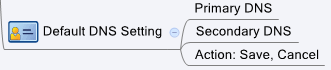 Primary DNS
Default DNS Setting
Secondary DNS
Action: Save, Cancel